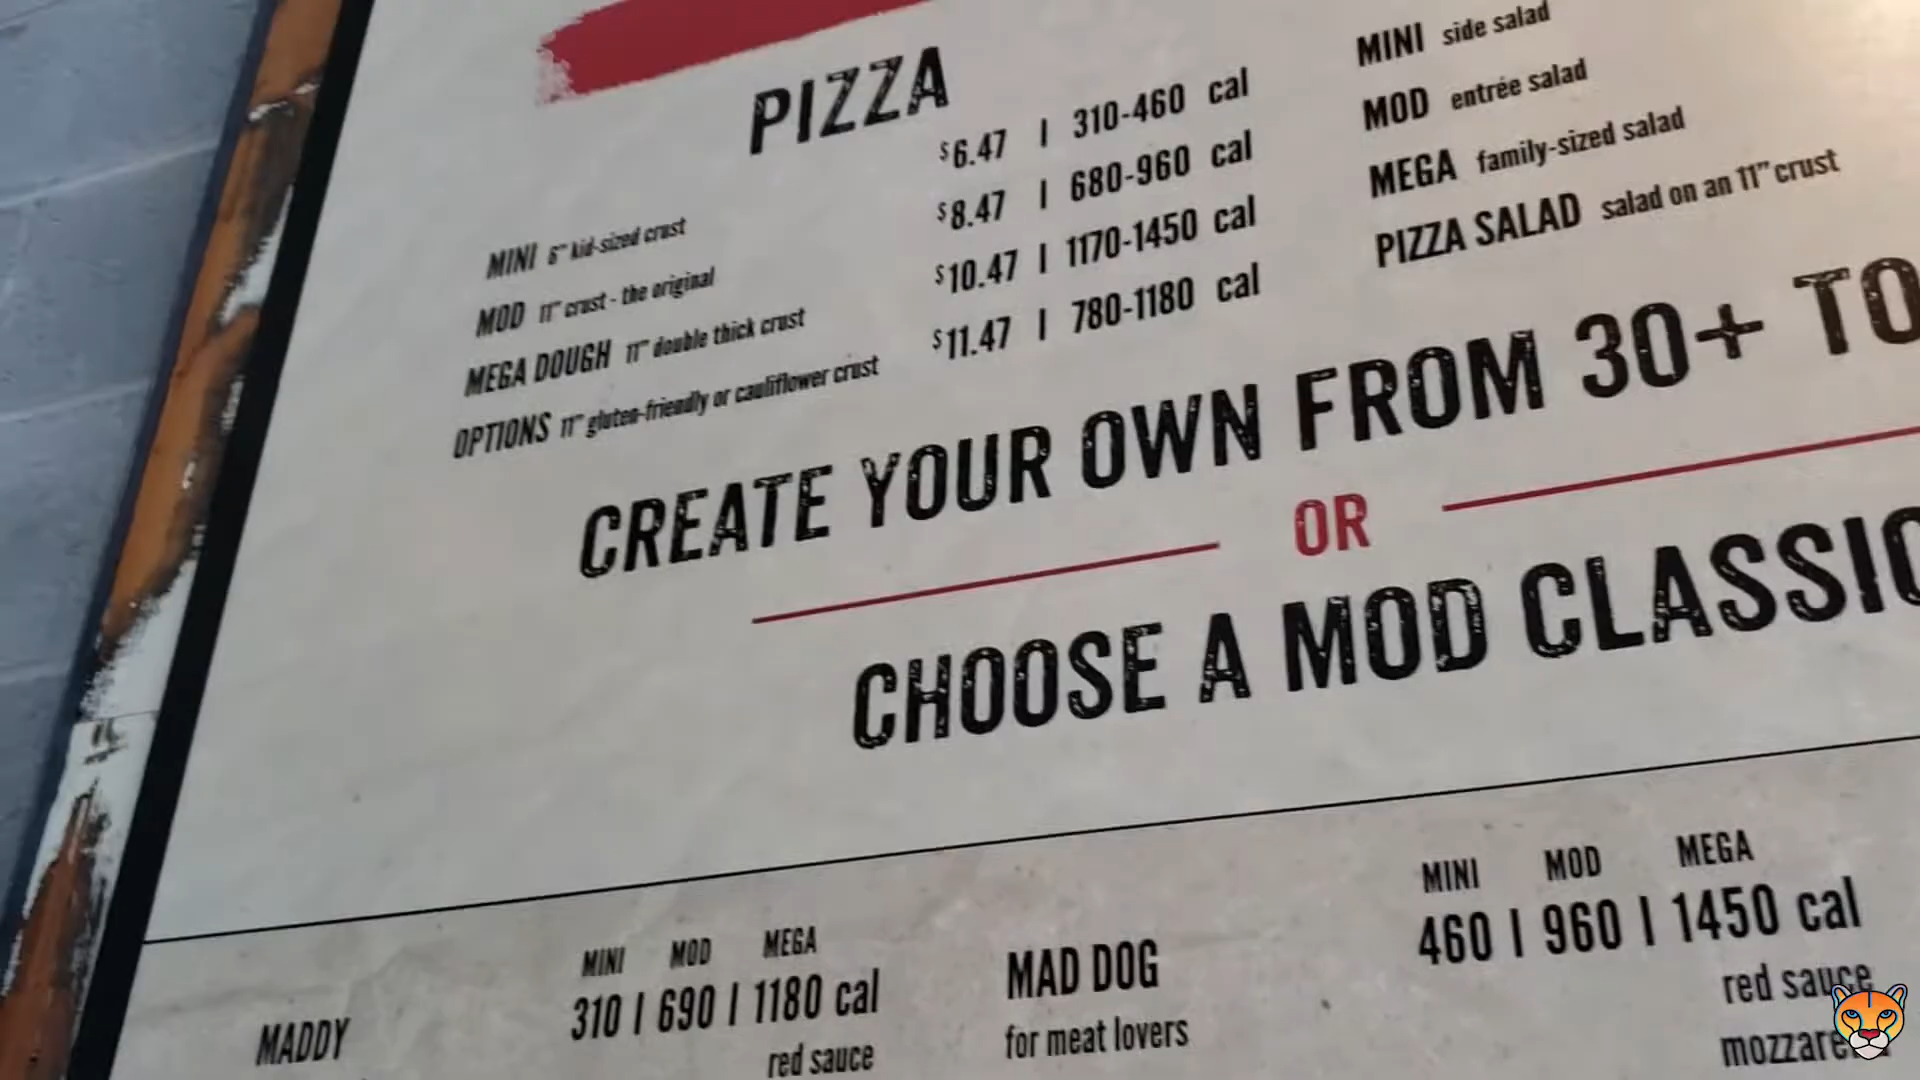 PIZZA
MINI 6" kid-sized crust $6.47 | 310-460 cal
MOD 11" crust - the original $8.47 | 680-960 cal
MEGA DOUGH 11" double thick crust $10.47 | 1170-1450 cal
OPTIONS 11" gluten-friendly or cauliflower crust $11.47 | 780-1180 cal
MINI side salad
MOD entrée salad
MEGA family-sized salad
PIZZA SALAD salad on an 11" crust
CREATE YOUR OWN FROM 30+ TO
OR
CHOOSE A MOD CLASSIC
MINI MOD MEGA
MADDY 310 | 690 | 1180 cal
red sauce
MINI MOD MEGA
MAD DOG 460 | 960 | 1450 cal
for meat lovers red sauce